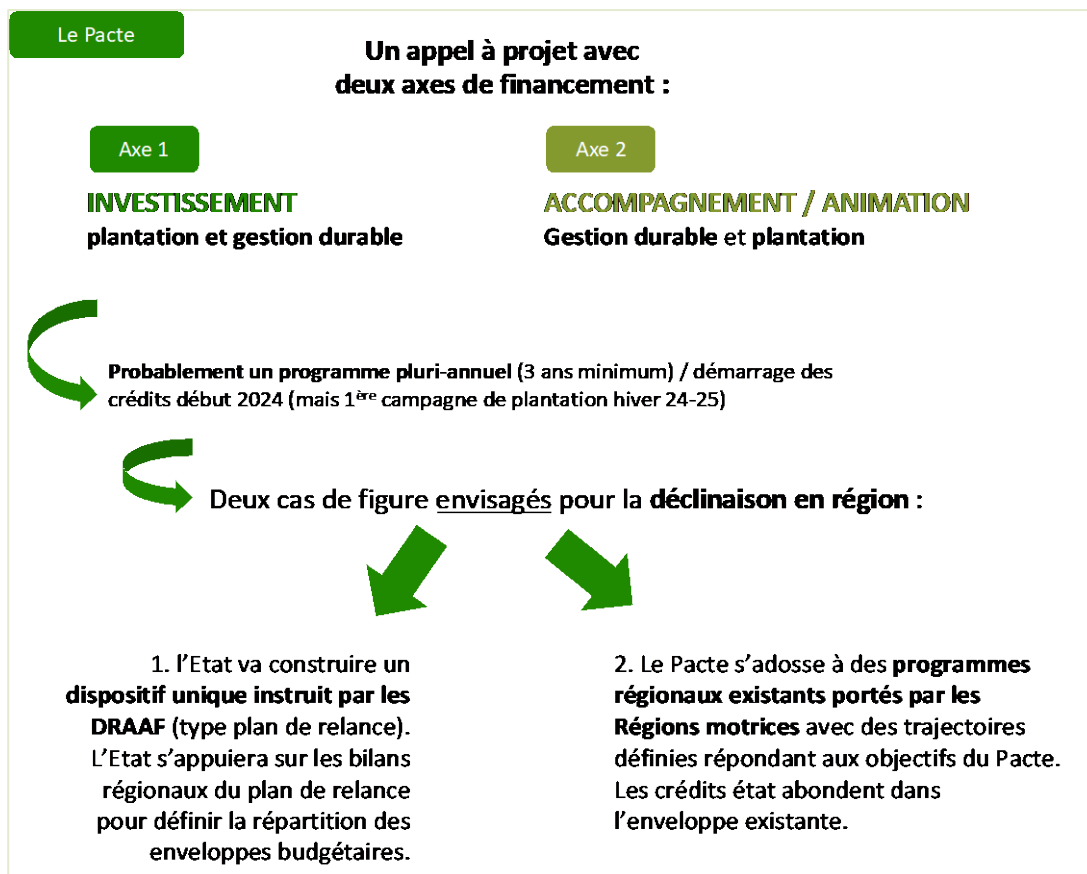 Le Pacte
Un appel à projet avec
deux axes de financement :
Axe 1
INVESTISSEMENT
plantation et gestion durable
Axe 2
ACCOMPAGNEMENT / ANIMATION
Gestion durable et plantation
Probablement un programme pluri-annuel (3 ans minimum) / démarrage des
crédits début 2024 (mais 1ère campagne de plantation hiver 24-25)
Deux cas de figure envisagés pour la déclinaison en région :
1. l’Etat va construire un
dispositif unique instruit par les
DRAAF (type plan de relance).
L’Etat s’appuiera sur les bilans
régionaux du plan de relance
pour définir la répartition des
enveloppes budgétaires.
2. Le Pacte s’adosse à des programmes
régionaux existants portés par les
Régions motrices avec des trajectoires
définies répondant aux objectifs du Pacte.
Les crédits état abondent dans
l’enveloppe existante.